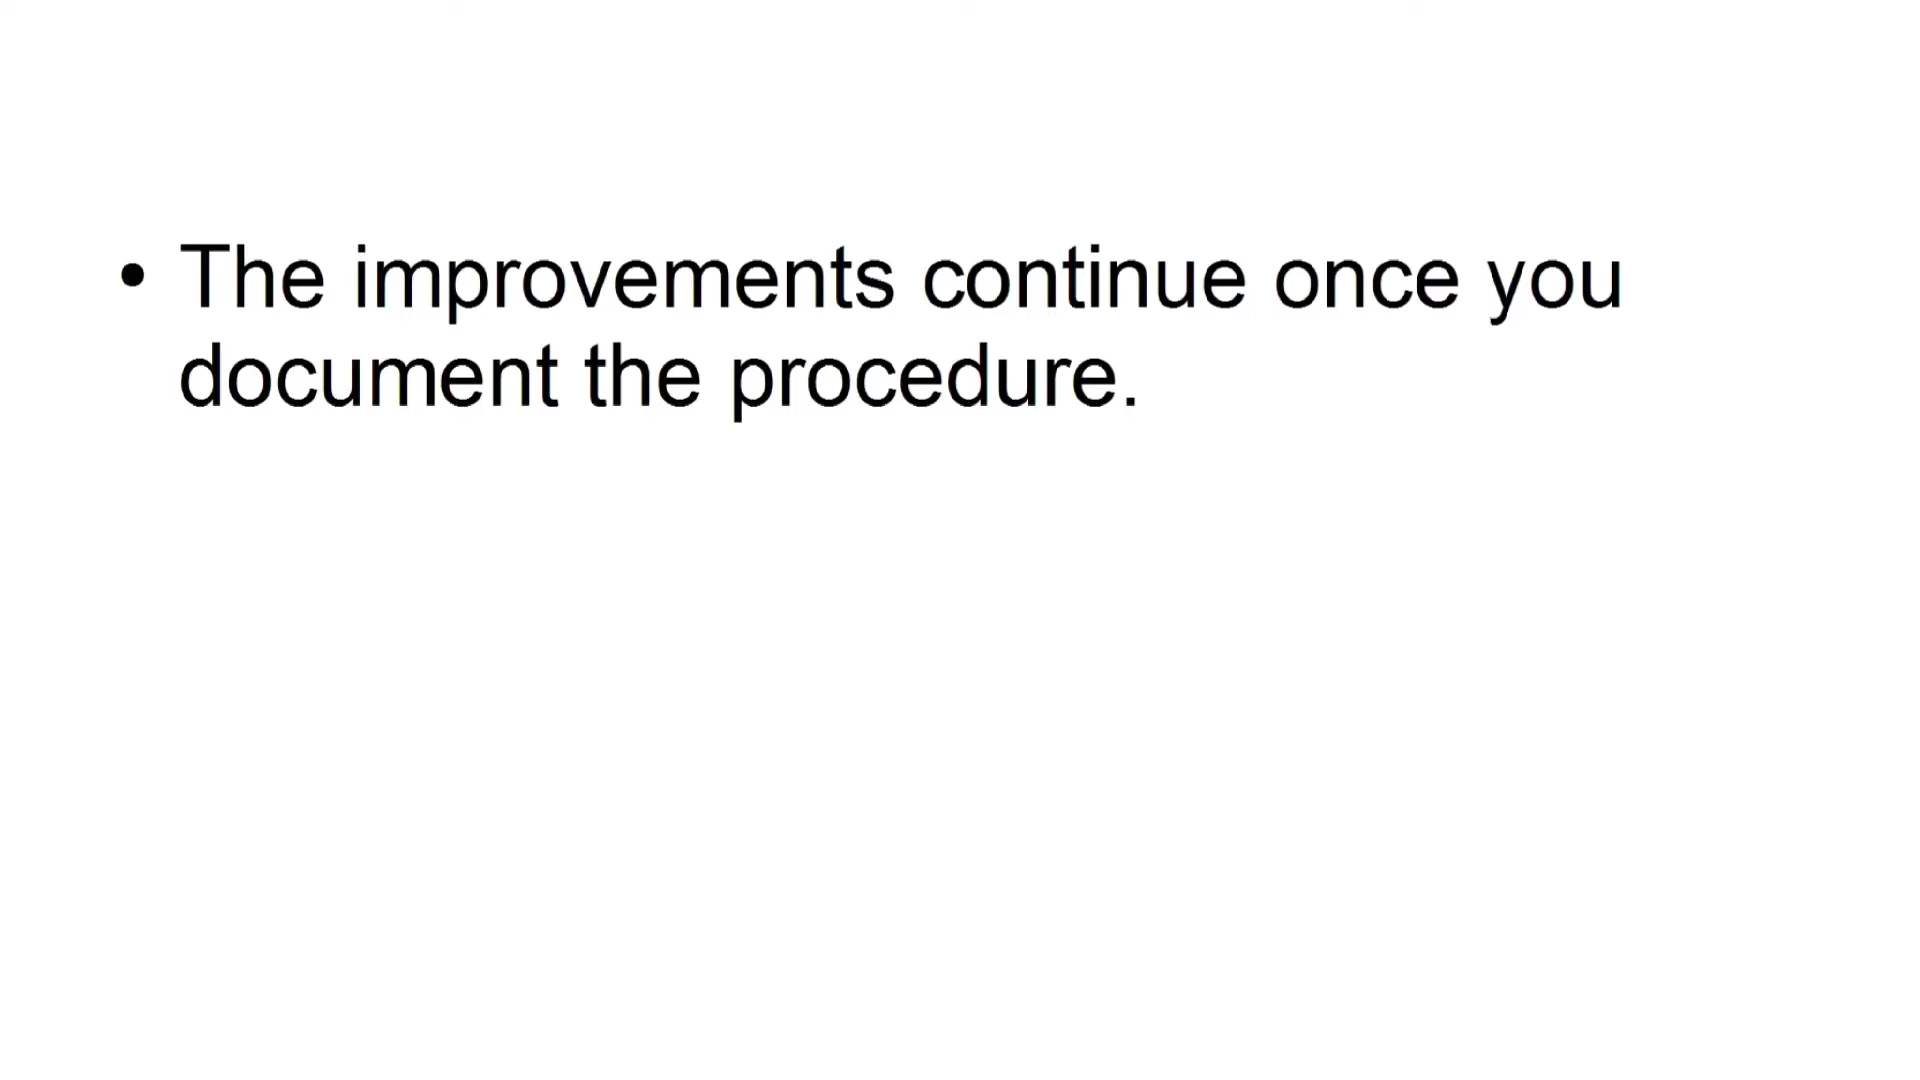 • The improvements continue once you
document the procedure.